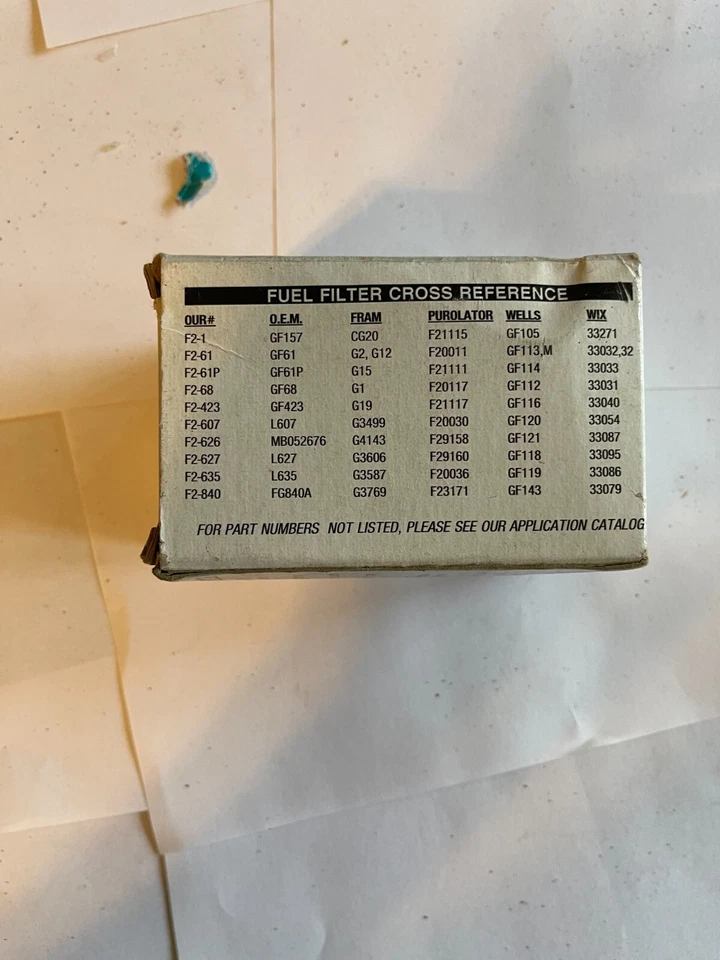 FUEL FILTER CROSS REFERENCE
OUR# O.E.M. FRAM PUROLATOR WELLS WIX
F2-1 GF157 CG20 F21115 GF105 33271
F2-61 GF61 G2, G12 F20011 GF113,M 33032,32
F2-61P GF61P G15 F21111 GF114 33033
F2-68 GF68 G1 F20117 GF112 33031
F2-423 GF423 G19 F21117 GF116 33040
F2-607 L607 G3499 F20030 GF120 33054
F2-626 MB052676 G4143 F29158 GF121 33087
F2-627 L627 G3606 F29160 GF118 33095
F2-635 L635 G3587 F20036 GF119 33086
F2-840 FG840A G3769 F23171 GF143 33079
FOR PART NUMBERS NOT LISTED, PLEASE SEE OUR APPLICATION CATALOG